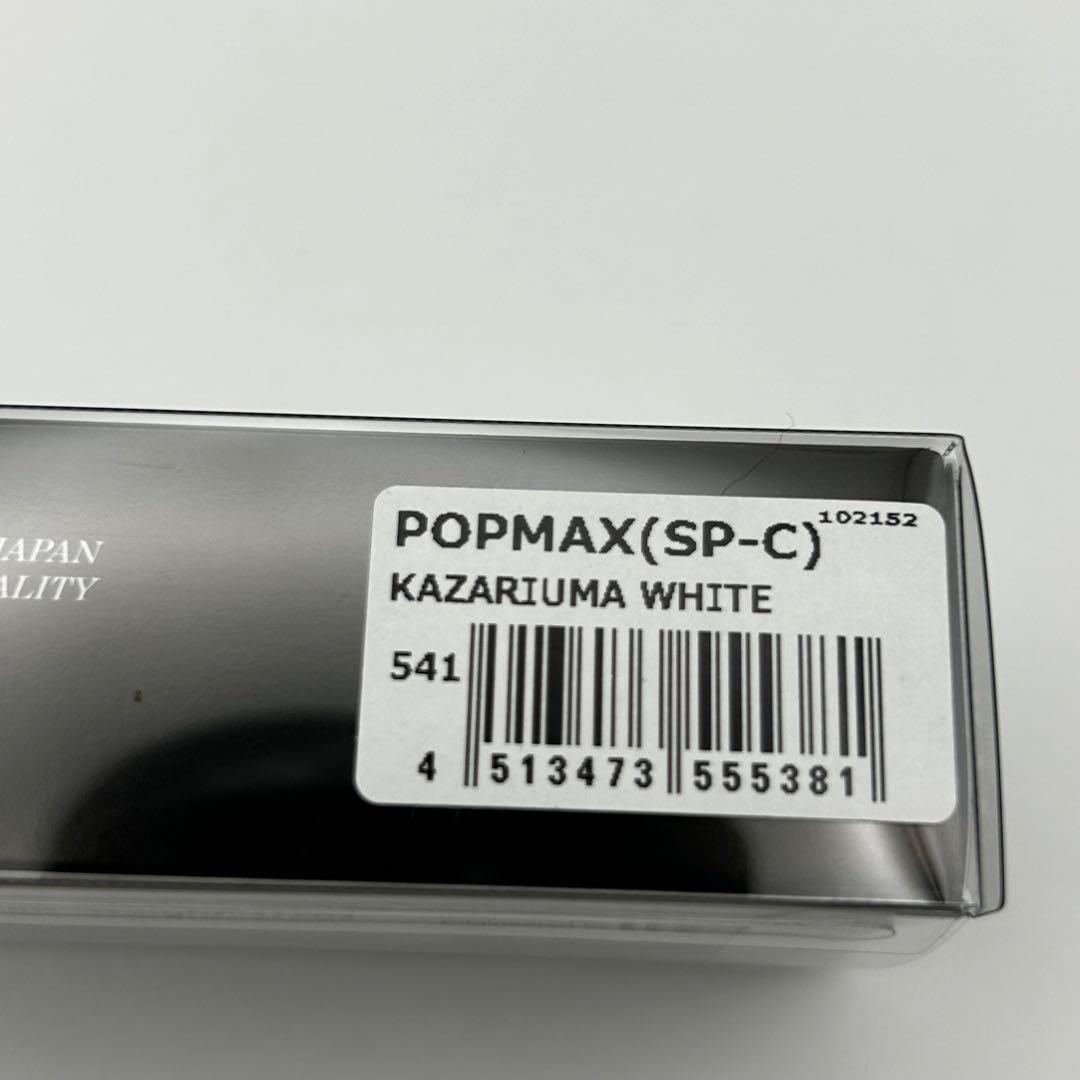 JAPAN
ALITY
POPMAX(SP-C) 102152
KAZARIUMA WHITE
541
4 513473 555381